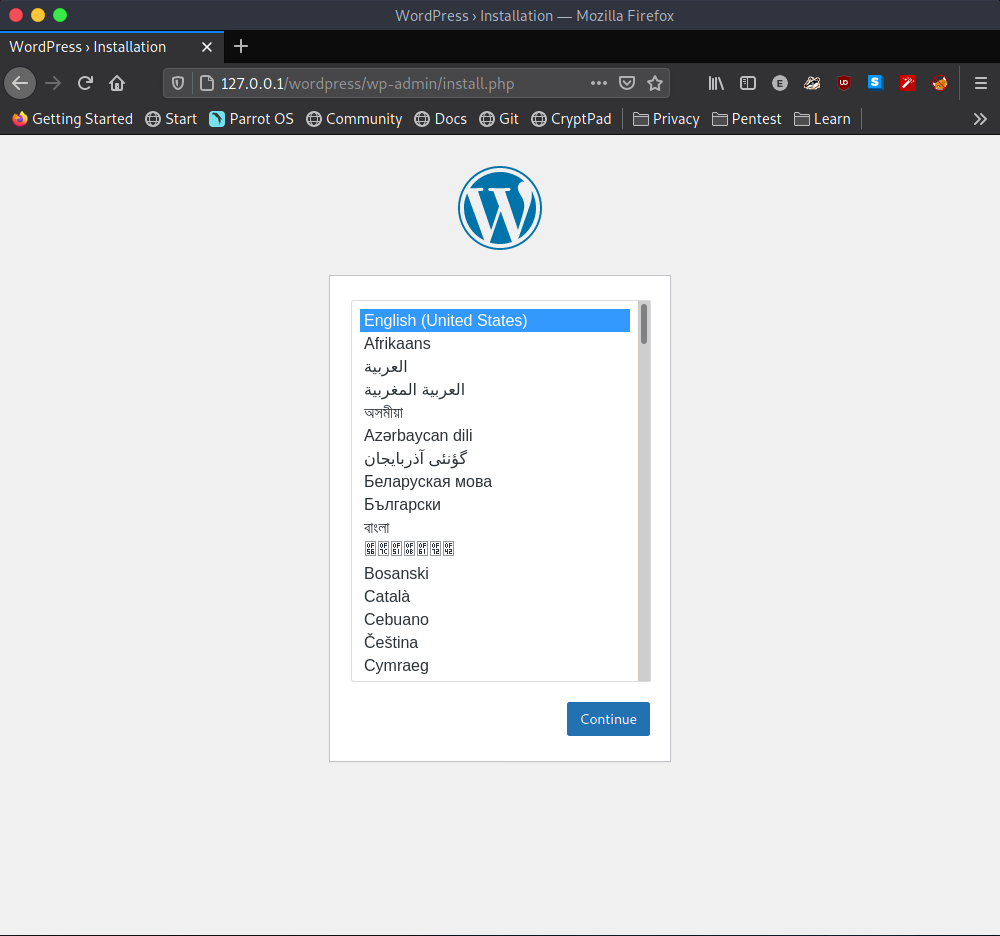 WordPress › Installation — Mozilla Firefox
WordPress › Installation
127.0.0.1/wordpress/wp-admin/install.php
Getting Started Start Parrot OS Community Docs Git CryptPad Privacy Pentest Learn
English (United States)
Afrikaans
العربية
العربية المغربية
অসমীয়া
Azərbaycan dili
گؤنئی آذربایجان
Беларуская мова
Български
বাংলা
Bosanski
Català
Cebuano
Čeština
Cymraeg
Continue